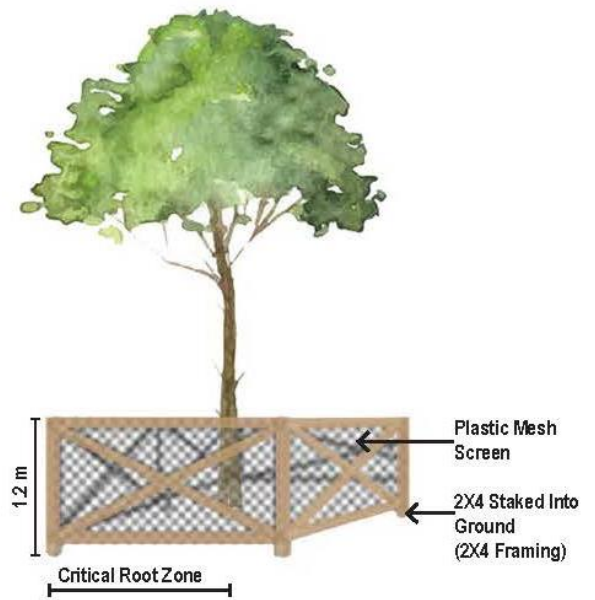 Plastic Mesh
Screen
1.2 m
2X4 Staked Into
Ground
(2X4 Framing)
Critical Root Zone